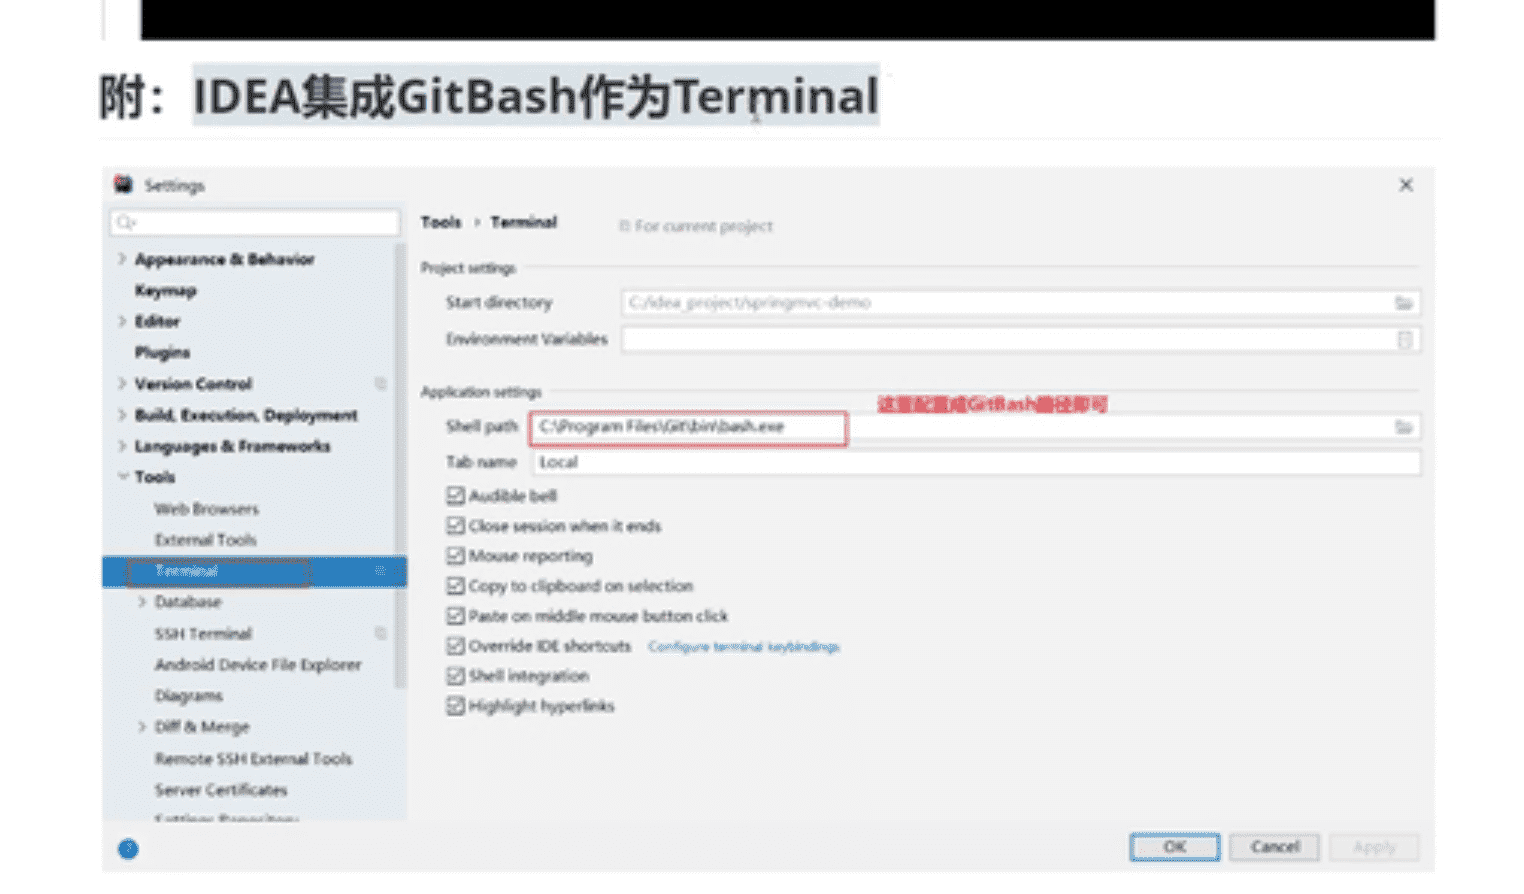 附：IDEA集成GitBash作为Terminal
Settings
Tools › Terminal
For current project
Appearance & Behavior
Keymap
Editor
Plugins
Version Control
Build, Execution, Deployment
Languages & Frameworks
Tools
Web Browsers
External Tools
Terminal
Database
SSH Terminal
Android Device File Explorer
Diagrams
Diff & Merge
Remote SSH External Tools
Server Certificates
Settings Repository
Project settings
Start directory C:/idea_project/springmvc-demo
Environment Variables
Application settings
这里配置成GitBash路径即可
Shell path C:\Program Files\Git\bin\bash.exe
Tab name Local
Audible bell
Close session when it ends
Mouse reporting
Copy to clipboard on selection
Paste on middle mouse button click
Override IDE shortcuts Configure terminal keybindings
Shell integration
Highlight hyperlinks
? OK Cancel Apply